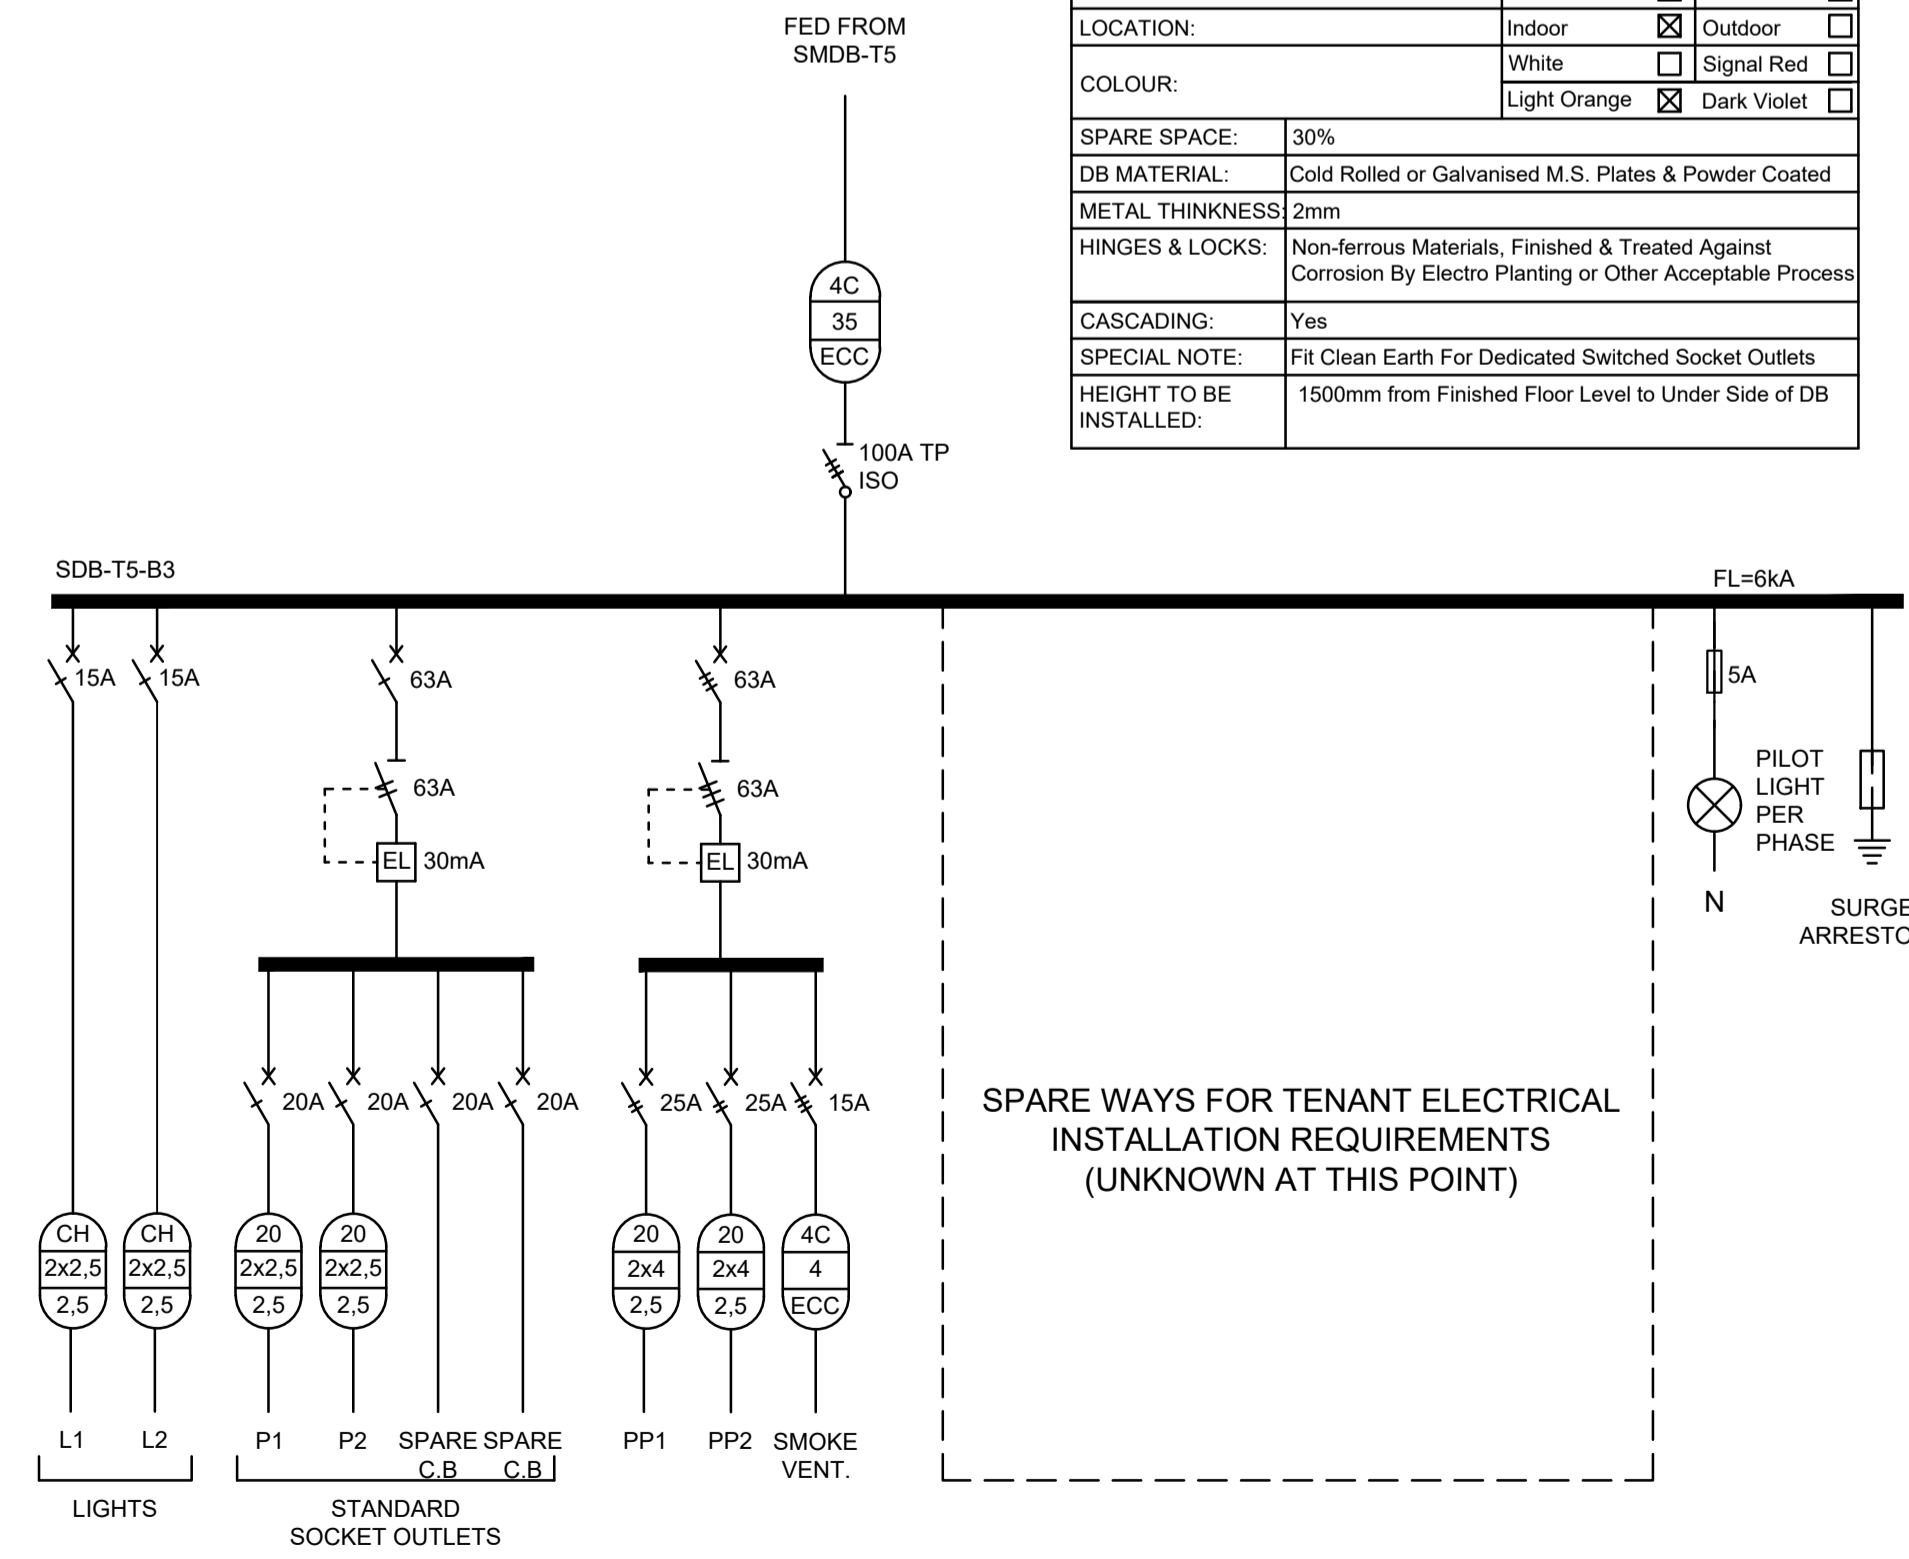 FED FROM
SMDB-T5
LOCATION: Indoor Outdoor
COLOUR: White Signal Red
Light Orange Dark Violet
SPARE SPACE: 30%
DB MATERIAL: Cold Rolled or Galvanised M.S. Plates & Powder Coated
METAL THINKNESS: 2mm
HINGES & LOCKS: Non-ferrous Materials, Finished & Treated Against
Corrosion By Electro Planting or Other Acceptable Process
CASCADING: Yes
SPECIAL NOTE: Fit Clean Earth For Dedicated Switched Socket Outlets
HEIGHT TO BE
INSTALLED:
1500mm from Finished Floor Level to Under Side of DB
4C
35
ECC
100A TP
ISO
SDB-T5-B3
FL=6kA
15A 15A 63A 63A 5A
63A 63A
EL 30mA EL 30mA
PILOT
LIGHT
PER
PHASE
N
SURGE
20A 20A 20A 20A 25A 25A 15A
SPARE WAYS FOR TENANT ELECTRICAL
INSTALLATION REQUIREMENTS
(UNKNOWN AT THIS POINT)
CH CH 20 20 20 20 4C
2x2,5 2x2,5 2x2,5 2x2,5 2x4 2x4 4
2,5 2,5 2,5 2,5 2,5 2,5 ECC
L1 L2 P1 P2 SPARE SPARE PP1 PP2 SMOKE
C.B C.B VENT.
LIGHTS
STANDARD
SOCKET OUTLETS